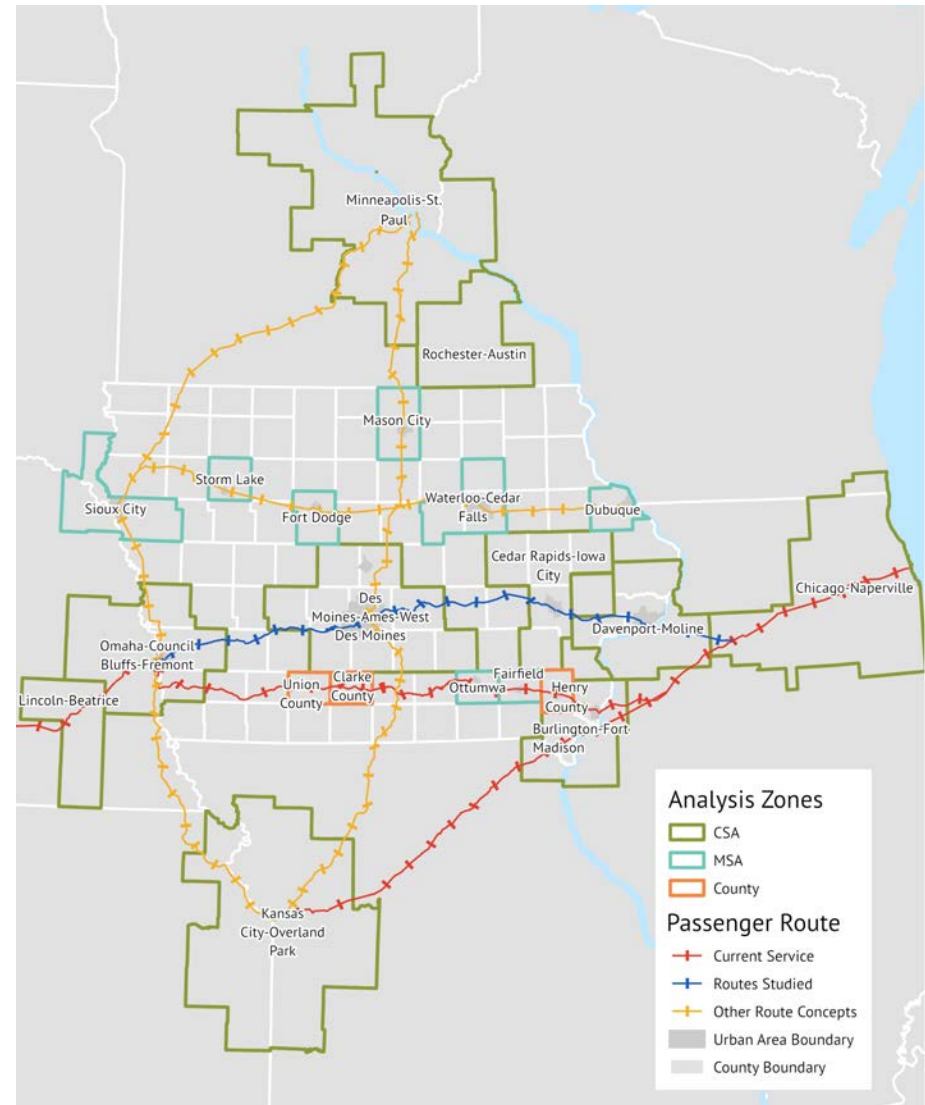 Minneapolis-St.
Paul
Rochester-Austin
Mason City
Storm Lake
Sioux City
Fort Dodge
Waterloo-Cedar
Falls
Dubuque
Cedar Rapids-Iowa
City
Chicago-Naperville
Des
Moines-Ames-West
Des Moines
Davenport-Moline
Omaha-Council
Bluffs-Fremont
Lincoln-Beatrice
Union
County
Clarke
County
Ottumwa
Fairfield
Henry
County
Burlington-Fort
Madison
Kansas
City-Overland
Park
Analysis Zones
CSA
MSA
County
Passenger Route
Current Service
Routes Studied
Other Route Concepts
Urban Area Boundary
County Boundary